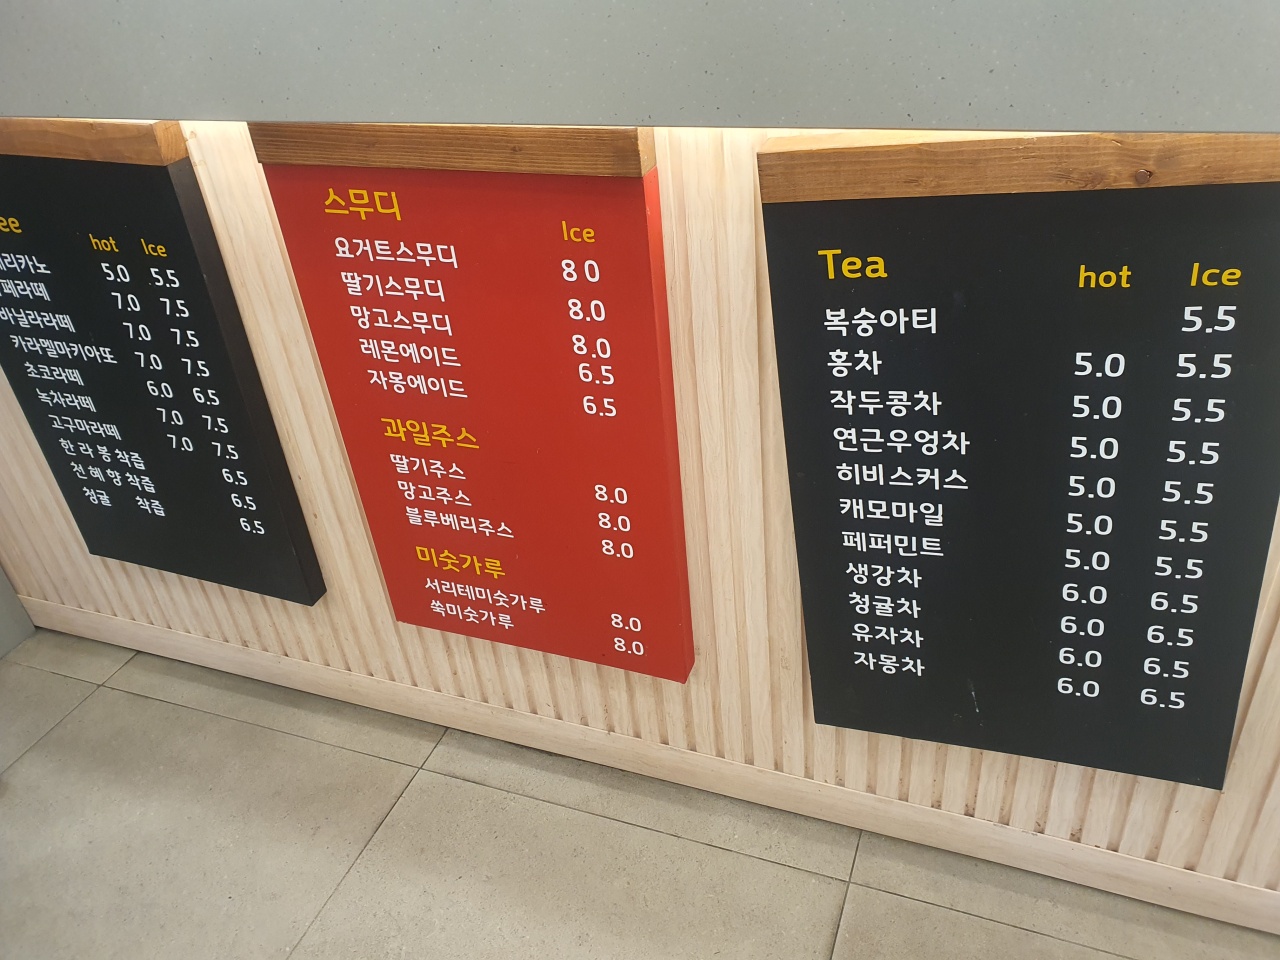 hot Ice
5.0 5.5
7.0 7.5
바닐라라떼 7.0 7.5
카라멜마키아또 7.0 7.5
초코라떼 6.0 6.5
녹차라떼 7.0 7.5
고구마라떼 7.0 7.5
한라봉착즙 6.5
천혜향착즙 6.5
청귤 착즙 6.5
스무디 Ice
요거트스무디 8 0
딸기스무디 8.0
망고스무디 8.0
레몬에이드 6.5
자몽에이드 6.5
과일주스
딸기주스 8.0
망고주스 8.0
블루베리주스 8.0
미숫가루
서리테미숫가루 8.0
쑥미숫가루 8.0
Tea hot Ice
복숭아티 5.5
홍차 5.0 5.5
작두콩차 5.0 5.5
연근우엉차 5.0 5.5
히비스커스 5.0 5.5
캐모마일 5.0 5.5
페퍼민트 5.0 5.5
생강차 6.0 6.5
청귤차 6.0 6.5
유자차 6.0 6.5
자몽차 6.0 6.5